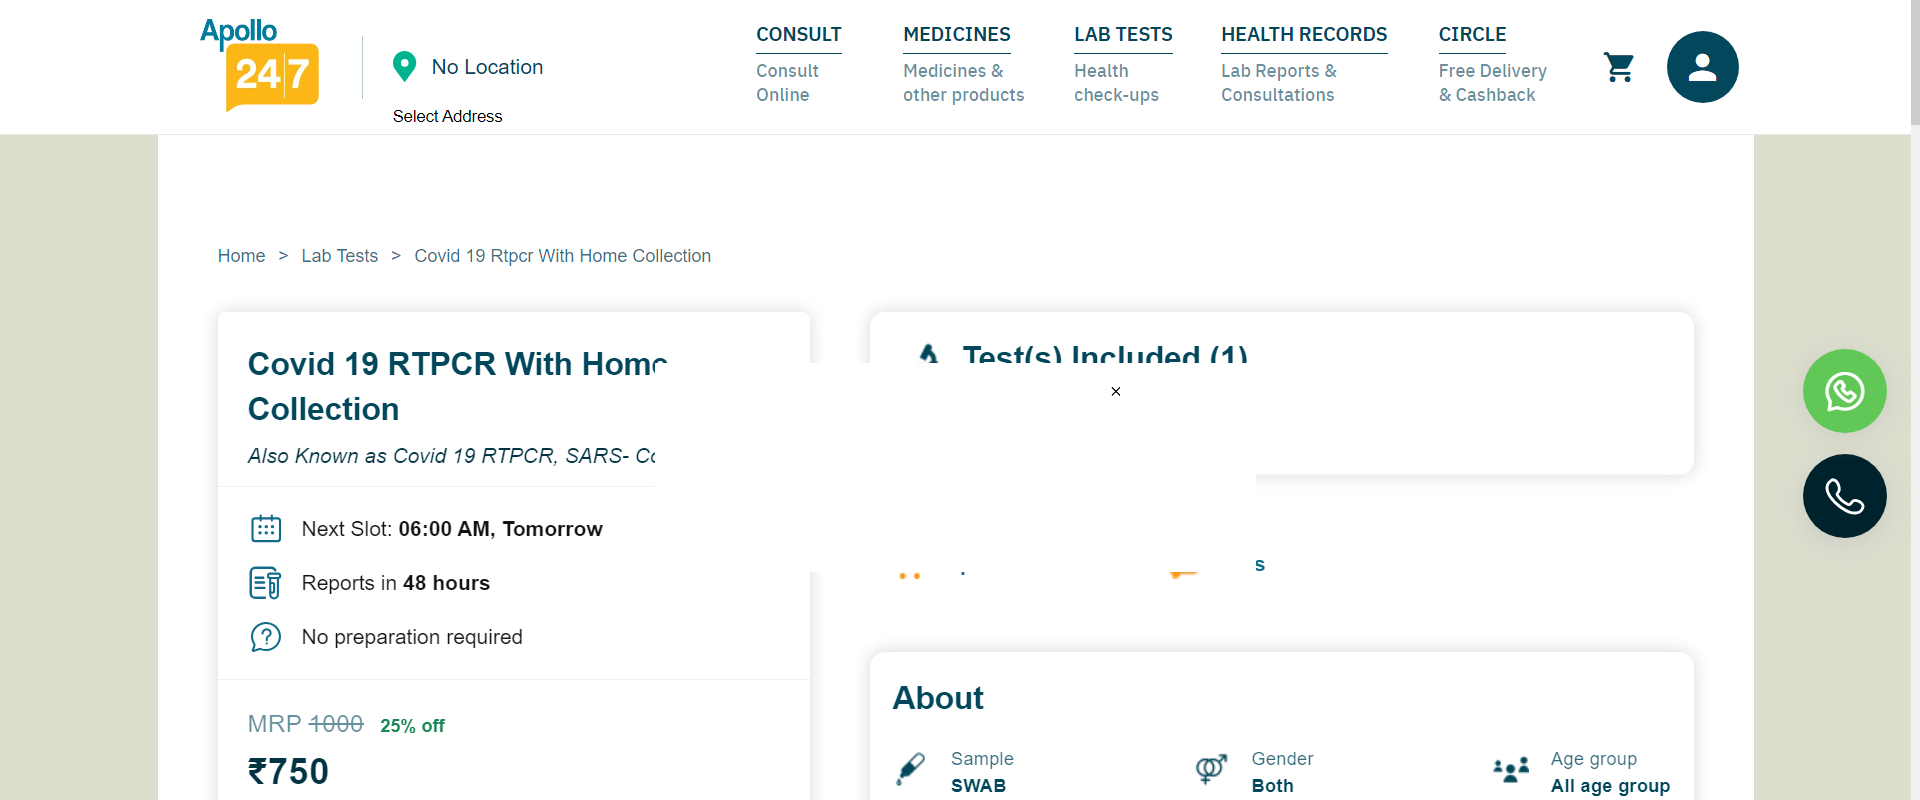 Apollo
24|7
No Location
Select Address
CONSULT
Consult
Online
MEDICINES
Medicines &
other products
LAB TESTS
Health
check-ups
HEALTH RECORDS
Lab Reports &
Consultations
CIRCLE
Free Delivery
& Cashback
Home > Lab Tests > Covid 19 Rtpcr With Home Collection
Covid 19 RTPCR With Home
Collection
Also Known as Covid 19 RTPCR, SARS- Co
Next Slot: 06:00 AM, Tomorrow
Reports in 48 hours
No preparation required
MRP 1000 25% off
₹750
Test(s) Included (1)
s
About
Sample
SWAB
Gender
Both
Age group
All age group